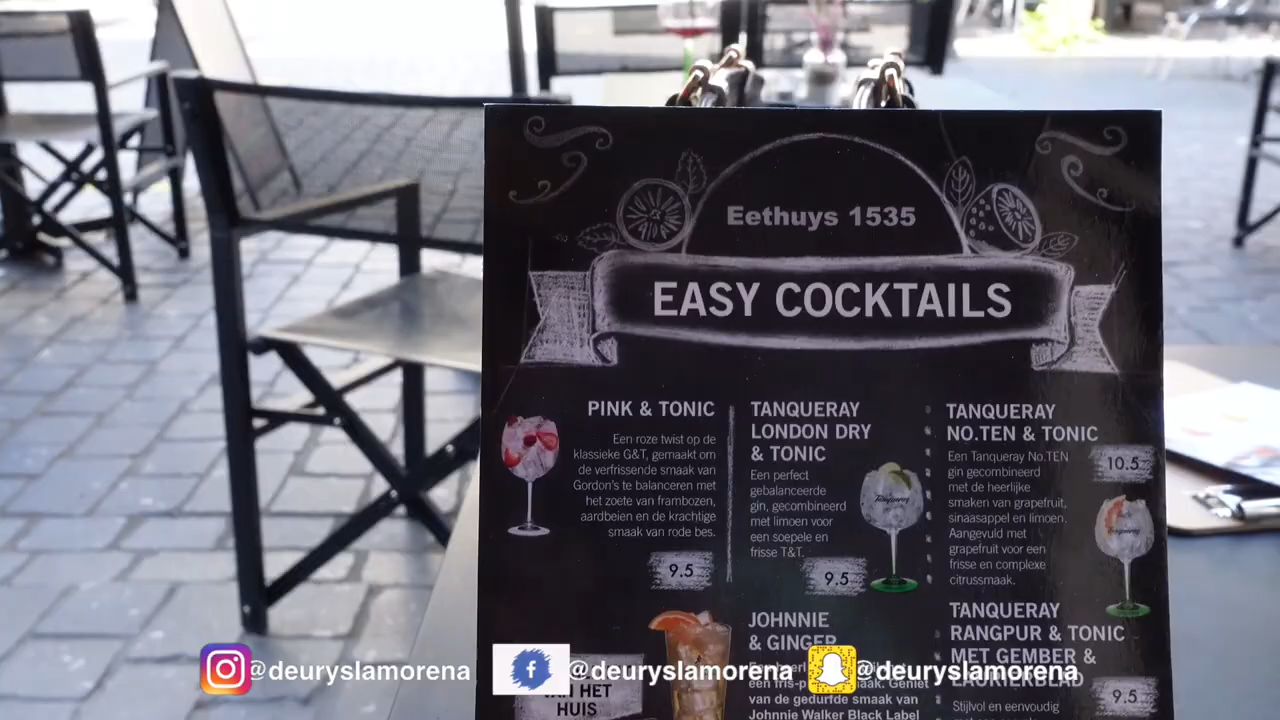 Eethuys 1535
EASY COCKTAILS
PINK & TONIC
Een roze twist op de
klassieke G&T, gemaakt om
de verfrissende smaak van
Gordon's te balanceren met
het zoete van frambozen,
aardbeien en de krachtige
smaak van rode bes.
9.5
TANQUERAY
LONDON DRY
& TONIC
Een perfect
gebalanceerde
gin, gecombineerd
met limoen voor
een soepele en
frisse T&T.
9.5
TANQUERAY
NO.TEN & TONIC
Een Tanqueray No.TEN
gin gecombineerd
met de heerlijke
smaken van grapefruit,
sinaasappel en limoen.
Aangevuld met
grapefruit voor een
frisse en complexe
citrussmaak.
10.5
VAN HET
HUIS
JOHNNIE
& GINGER
van de gedurfde smaak van
Johnnie Walker Black Label
TANQUERAY
RANGPUR & TONIC
MET GEMBER &
LAURIERBLAD
Stijlvol en eenvoudig
9.5
@deuryslamorena
@deuryslamorena
@deuryslamorena